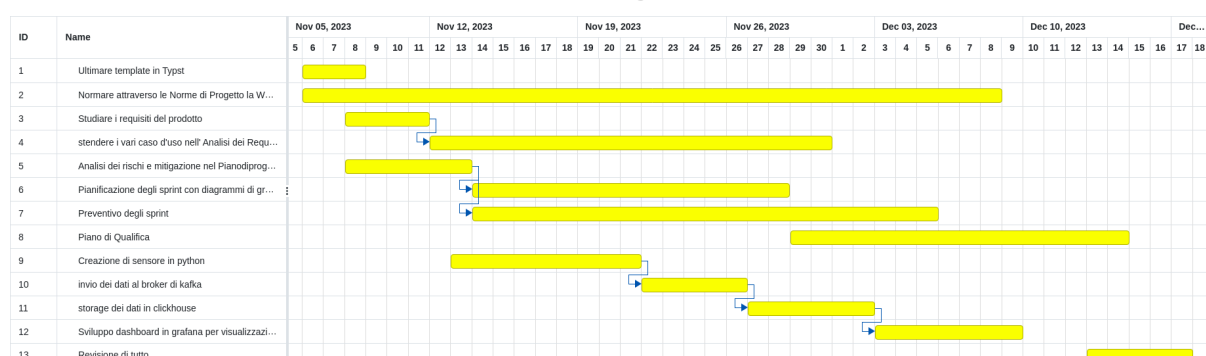 ID Name Nov 05, 2023 Nov 12, 2023 Nov 19, 2023 Nov 26, 2023 Dec 03, 2023 Dec 10, 2023 Dec...
5 6 7 8 9 10 11 12 13 14 15 16 17 18 19 20 21 22 23 24 25 26 27 28 29 30 1 2 3 4 5 6 7 8 9 10 11 12 13 14 15 16 17 18
1 Ultimare template in Typst
2 Normare attraverso le Norme di Progetto la W...
3 Studiare i requisiti del prodotto
4 stendere i vari caso d'uso nell' Analisi dei Requ...
5 Analisi dei rischi e mitigazione nel Pianodiprog...
6 Pianificazione degli sprint con diagrammi di gr...
7 Preventivo degli sprint
8 Piano di Qualifica
9 Creazione di sensore in python
10 invio dei dati al broker di kafka
11 storage dei dati in clickhouse
12 Sviluppo dashboard in grafana per visualizzazi...
13 Revisione di tutto